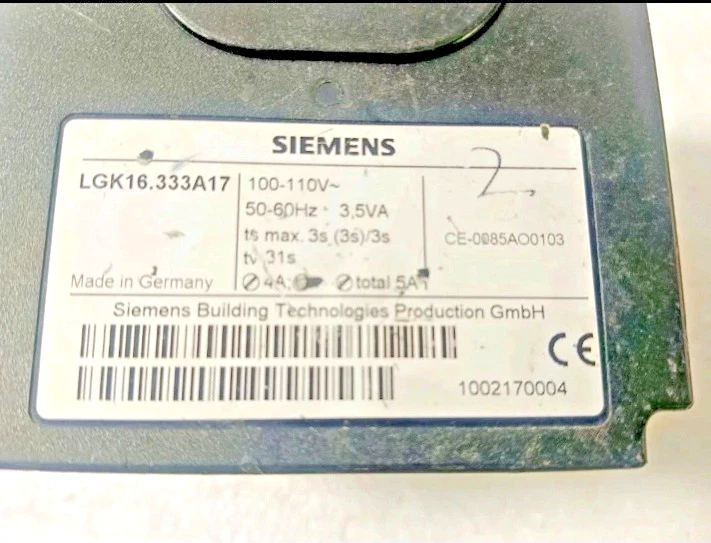 SIEMENS
2
LGK16.333A17
100-110V~
50-60Hz 3,5VA
ts max. 3s (3s)/3s
tv 31s
CE-0085AO0103
Made in Germany
4A; total 5A
Siemens Building Technologies Production GmbH
CE
1002170004